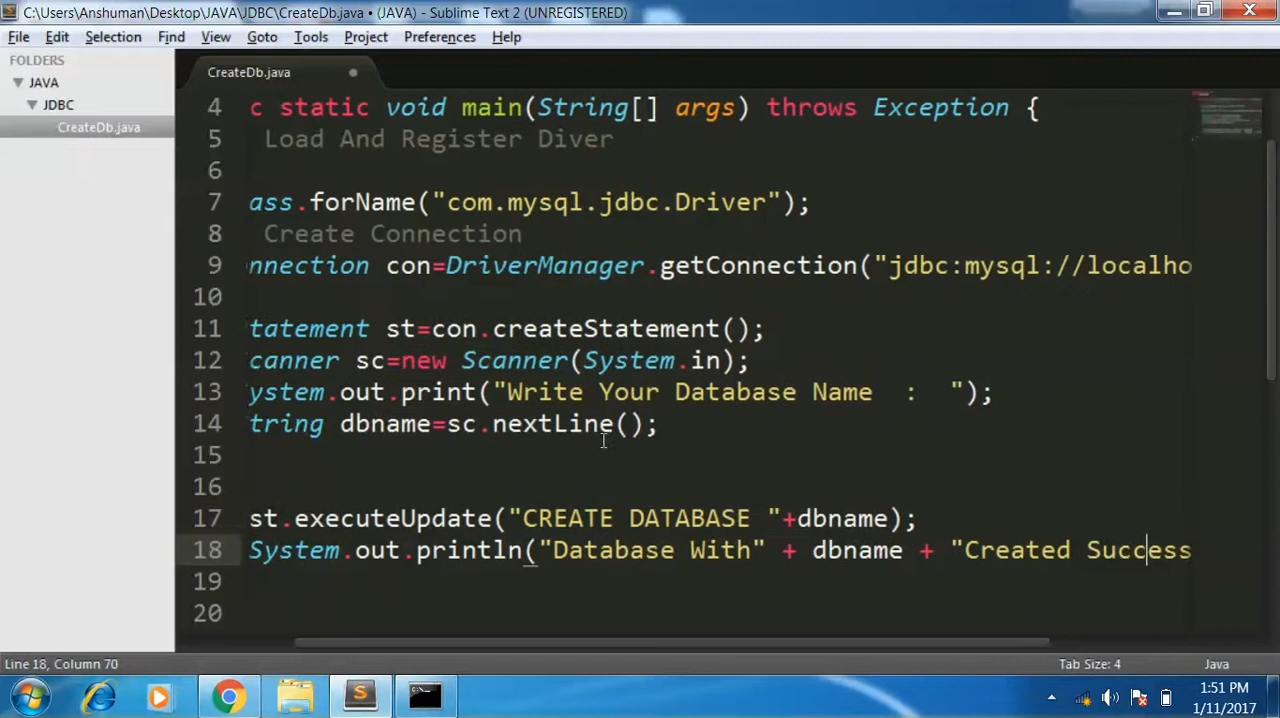 C:\Users\Anshuman\Desktop\JAVA\JDBC\CreateDb.java • (JAVA) - Sublime Text 2 (UNREGISTERED)
File Edit Selection Find View Goto Tools Project Preferences Help
FOLDERS
JAVA
JDBC
CreateDb.java
CreateDb.java
4 c static void main(String[] args) throws Exception {
5 Load And Register Diver
6
7 ass.forName("com.mysql.jdbc.Driver");
8 Create Connection
9 nnection con=DriverManager.getConnection("jdbc:mysql://localho
10
11 tatement st=con.createStatement();
12 canner sc=new Scanner(System.in);
13 ystem.out.print("Write Your Database Name  :  ");
14 tring dbname=sc.nextLine();
15
16
17 st.executeUpdate("CREATE DATABASE "+dbname);
18 System.out.println("Database With" + dbname + "Created Success
19
20
Line 18, Column 70
Tab Size: 4
Java
1:51 PM
1/11/2017